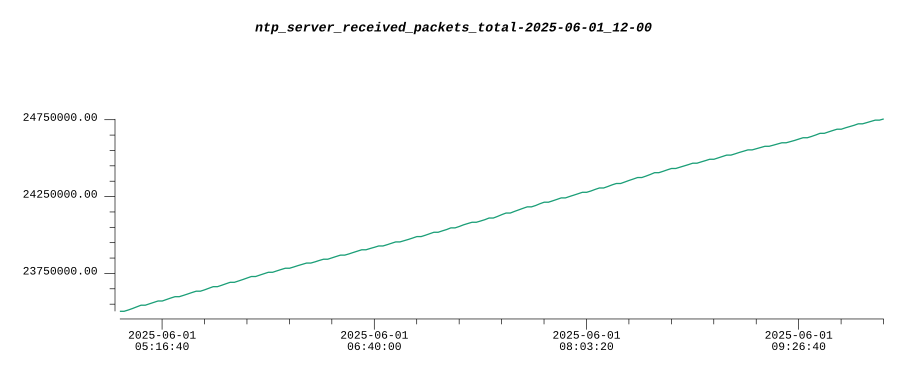 ntp_server_received_packets_total-2025-06-01_12-00
24750000.00
24250000.00
23750000.00
2025-06-01 2025-06-01 2025-06-01 2025-06-01
05:16:40 06:40:00 08:03:20 09:26:40